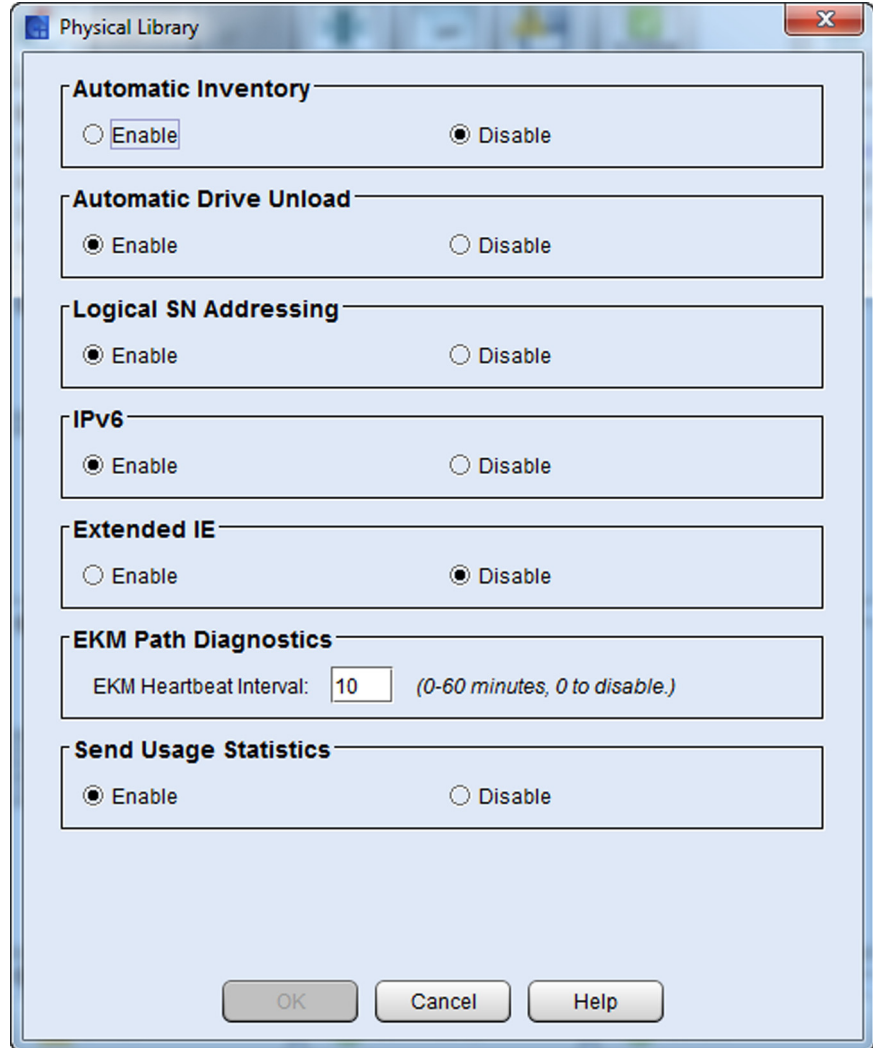 Physical Library
Automatic Inventory
Enable Disable
Automatic Drive Unload
Enable Disable
Logical SN Addressing
Enable Disable
IPv6
Enable Disable
Extended IE
Enable Disable
EKM Path Diagnostics
EKM Heartbeat Interval: 10 (0-60 minutes, 0 to disable.)
Send Usage Statistics
Enable Disable
OK Cancel Help